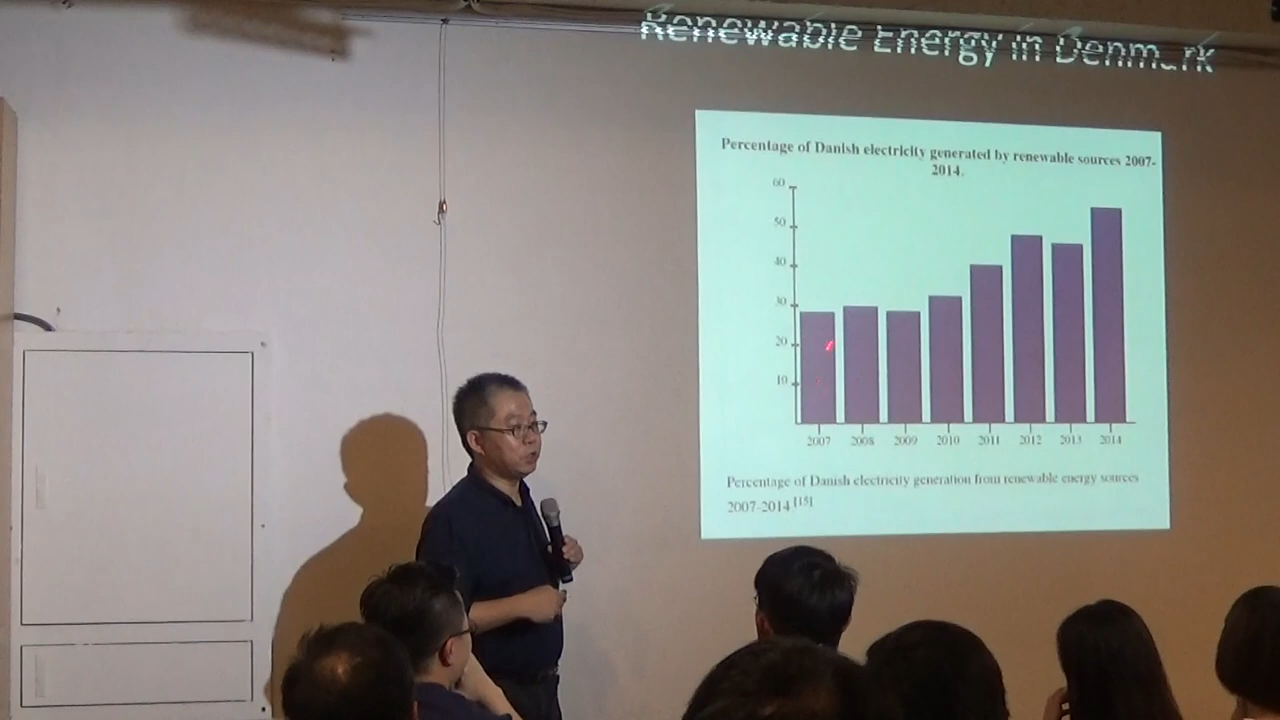 Renewable Energy in Denmark
Percentage of Danish electricity generated by renewable sources 2007-
2014.
60
50
40
30
20
10
2007 2008 2009 2010 2011 2012 2013 2014
Percentage of Danish electricity generation from renewable energy sources
2007-2014 [15]